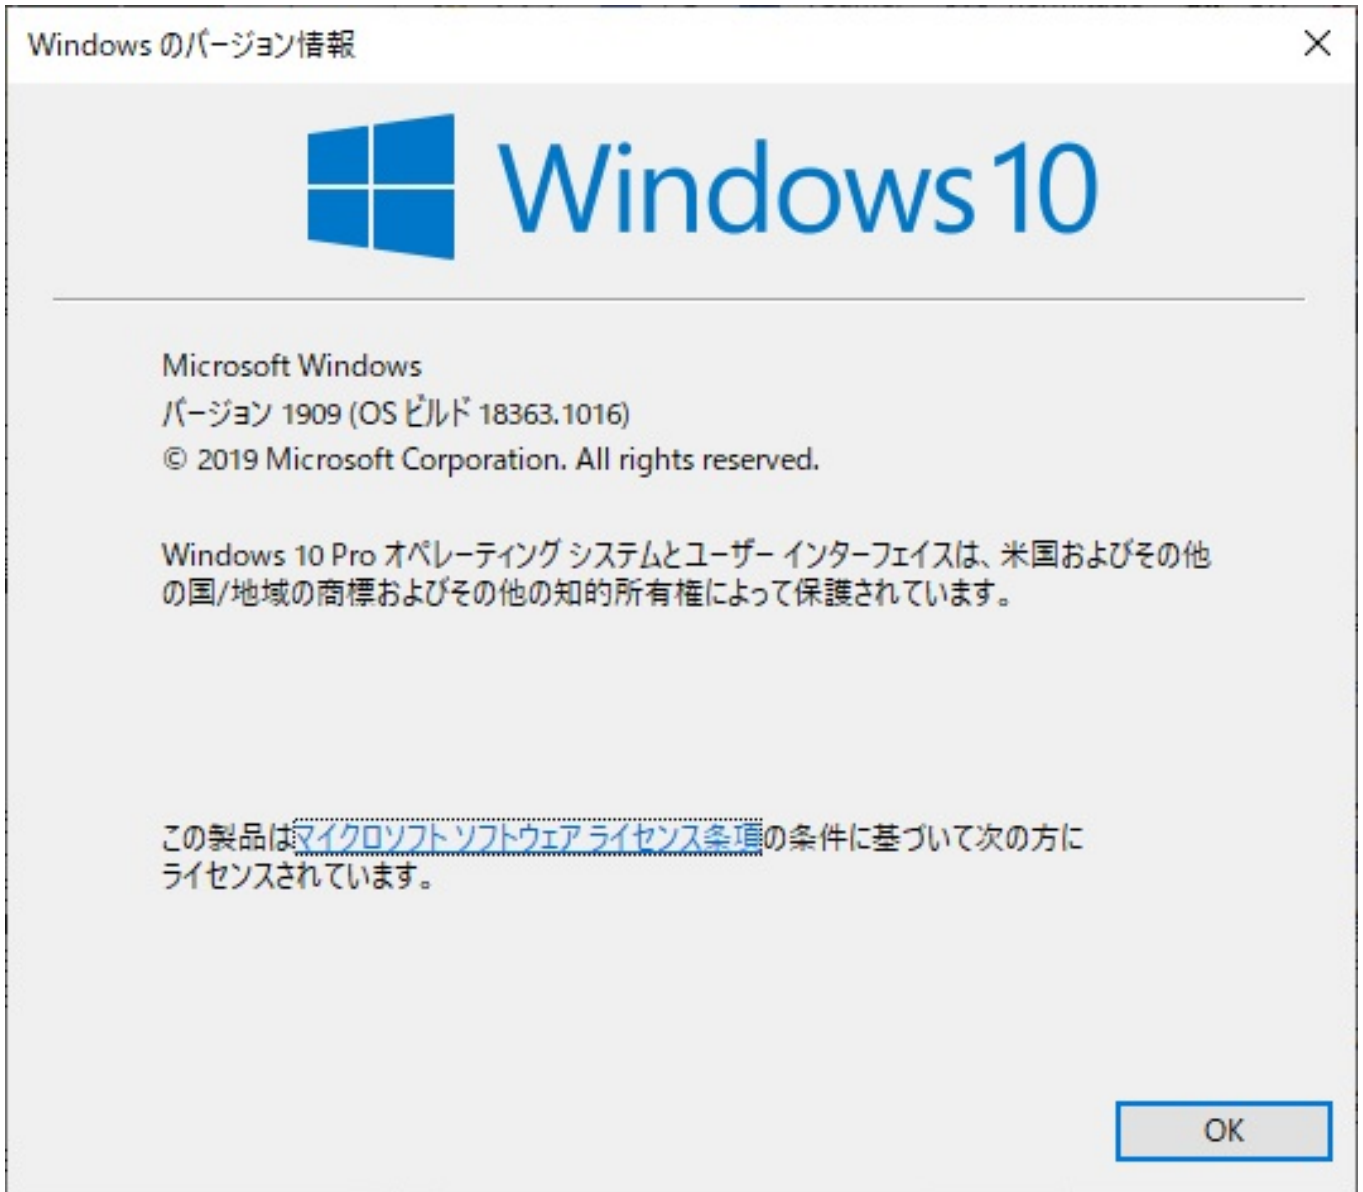 Windows のバージョン情報
Windows 10
Microsoft Windows
バージョン 1909 (OS ビルド 18363.1016)
© 2019 Microsoft Corporation. All rights reserved.
Windows 10 Pro オペレーティング システムとユーザー インターフェイスは、米国およびその他
の国/地域の商標およびその他の知的所有権によって保護されています。
この製品はマイクロソフト ソフトウェア ライセンス条項の条件に基づいて次の方に
ライセンスされています。
OK